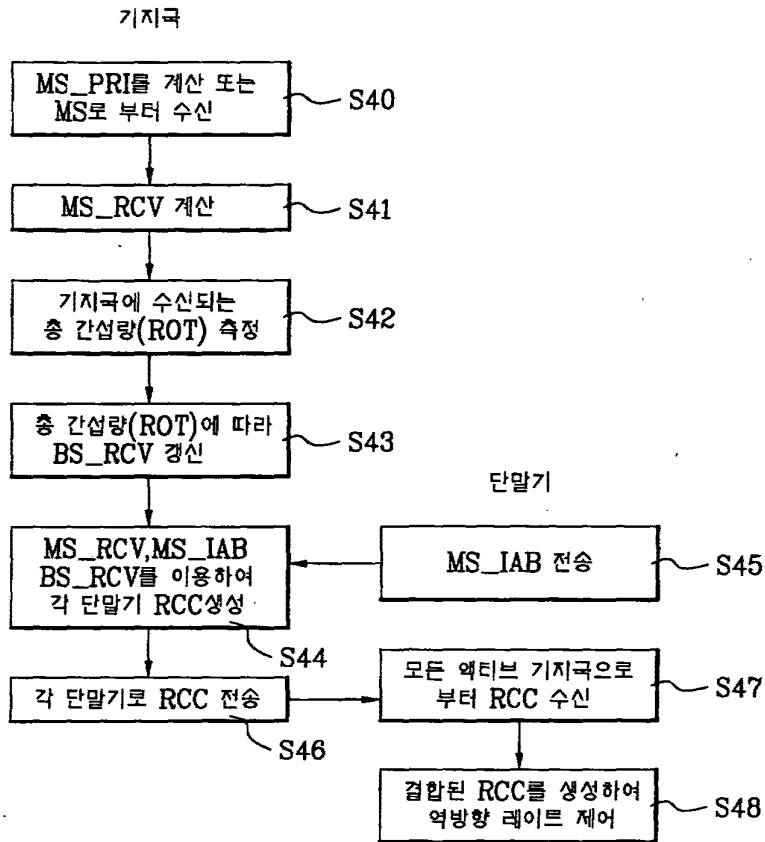 기지국
MS_PRI를 계산 또는
MS로 부터 수신
S40
MS_RCV 계산
S41
기지국에 수신되는
총 간섭량(ROT) 측정
S42
총 간섭량(ROT)에 따라
BS_RCV 갱신
S43
단말기
MS_RCV,MS_IAB
BS_RCV를 이용하여
각 단말기 RCC생성
S44
MS_IAB 전송
S45
각 단말기로 RCC 전송
S46
모든 액티브 기지국으로
부터 RCC 수신
S47
결합된 RCC를 생성하여
역방향 레이트 제어
S48